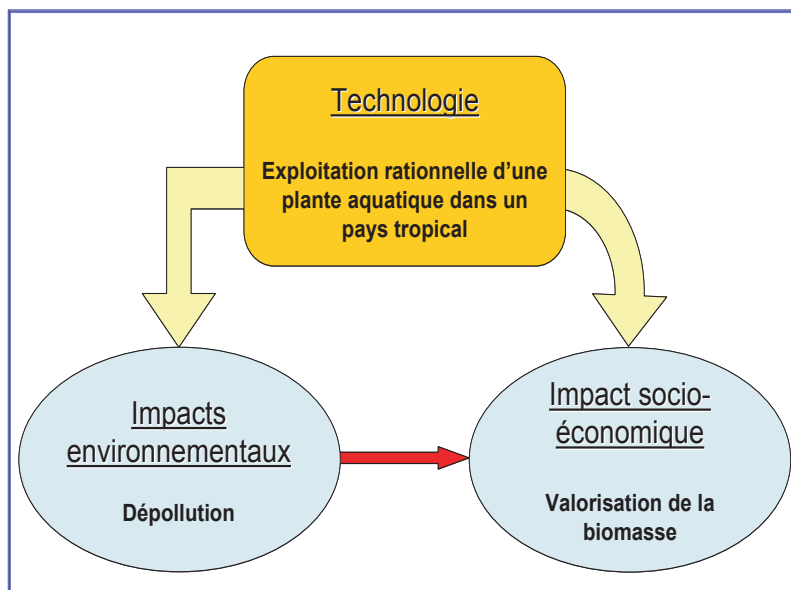 Technologie
Exploitation rationnelle d’une
plante aquatique dans un
pays tropical
Impacts
environnementaux
Dépollution
Impact socio-
économique
Valorisation de la
biomasse